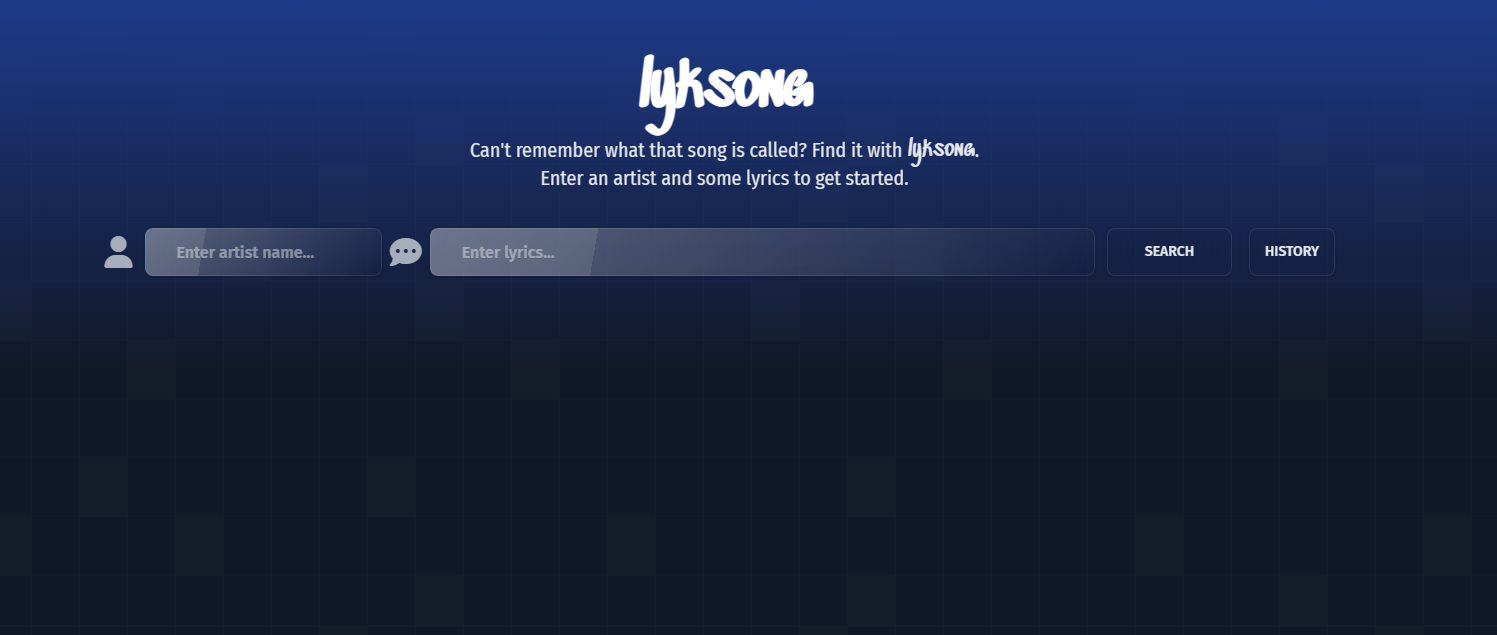 lyksong
Can't remember what that song is called? Find it with lyksong.
Enter an artist and some lyrics to get started.
Enter artist name... Enter lyrics... SEARCH HISTORY